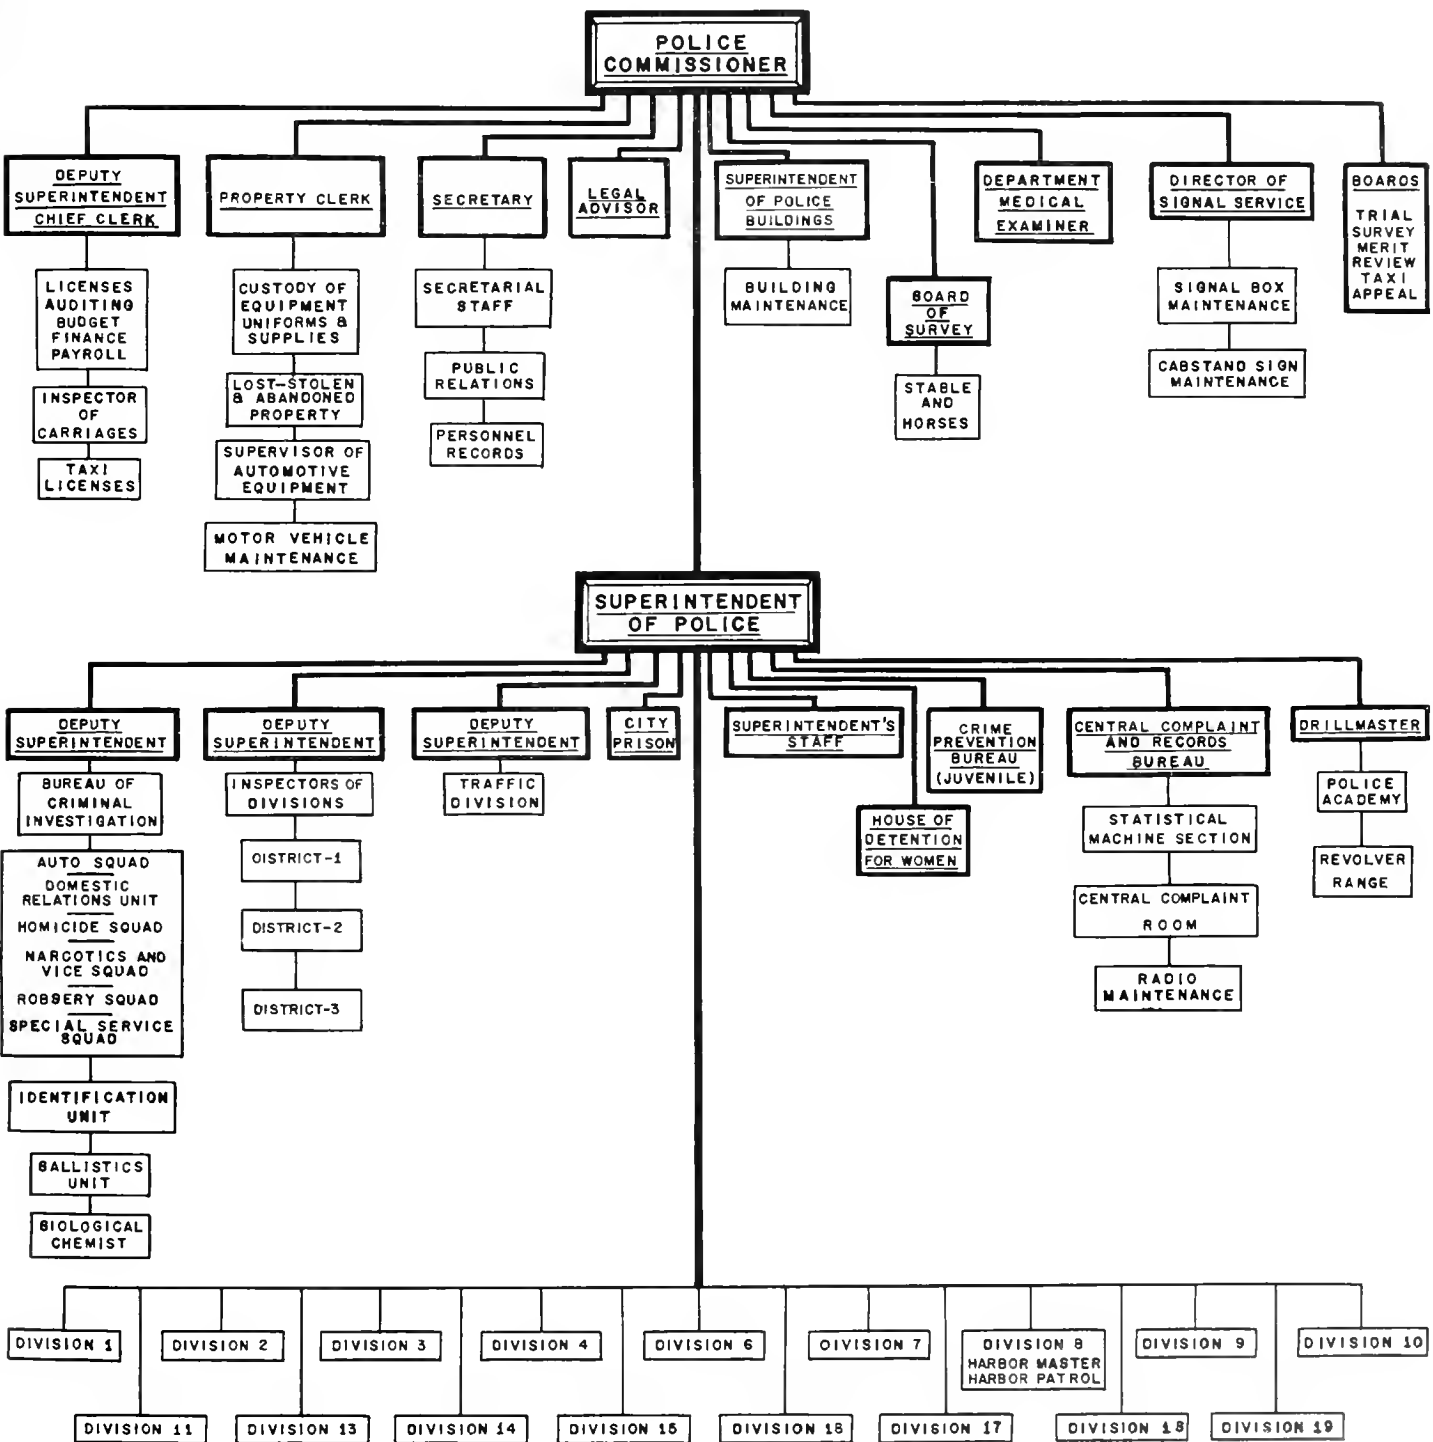 POLICE
COMMISSIONER
DEPUTY
SUPERINTENDENT
CHIEF CLERK
LICENSES
AUDITING
BUDGET
FINANCE
PAYROLL
INSPECTOR
OF
CARRIAGES
TAXI
LICENSES
PROPERTY CLERK
CUSTODY OF
EQUIPMENT
UNIFORMS &
SUPPLIES
LOST-STOLEN
& ABANDONED
PROPERTY
SUPERVISOR OF
AUTOMOTIVE
EQUIPMENT
MOTOR VEHICLE
MAINTENANCE
SECRETARY
SECRETARIAL
STAFF
PUBLIC
RELATIONS
PERSONNEL
RECORDS
LEGAL
ADVISOR
SUPERINTENDENT
OF POLICE
BUILDINGS
BUILDING
MAINTENANCE
BOARD
OF
SURVEY
STABLE
AND
HORSES
DEPARTMENT
MEDICAL
EXAMINER
DIRECTOR OF
SIGNAL SERVICE
SIGNAL BOX
MAINTENANCE
CABSTAND SIGN
MAINTENANCE
BOARDS
TRIAL
SURVEY
MERIT
REVIEW
TAXI
APPEAL
SUPERINTENDENT
OF POLICE
DEPUTY
SUPERINTENDENT
BUREAU OF
CRIMINAL
INVESTIGATION
AUTO SQUAD
DOMESTIC
RELATIONS UNIT
HOMICIDE SQUAD
NARCOTICS AND
VICE SQUAD
ROBBERY SQUAD
SPECIAL SERVICE
SQUAD
IDENTIFICATION
UNIT
BALLISTICS
UNIT
BIOLOGICAL
CHEMIST
DEPUTY
SUPERINTENDENT
INSPECTORS OF
DIVISIONS
DISTRICT-1
DISTRICT-2
DISTRICT-3
DEPUTY
SUPERINTENDENT
TRAFFIC
DIVISION
CITY
PRISON
SUPERINTENDENT'S
STAFF
HOUSE OF
DETENTION
FOR WOMEN
CRIME
PREVENTION
BUREAU
(JUVENILE)
CENTRAL COMPLAINT
AND RECORDS
BUREAU
STATISTICAL
MACHINE SECTION
CENTRAL COMPLAINT
ROOM
RADIO
MAINTENANCE
DRILLMASTER
POLICE
ACADEMY
REVOLVER
RANGE
DIVISION 1
DIVISION 2
DIVISION 3
DIVISION 4
DIVISION 6
DIVISION 7
DIVISION 8
HARBOR MASTER
HARBOR PATROL
DIVISION 9
DIVISION 10
DIVISION 11
DIVISION 13
DIVISION 14
DIVISION 15
DIVISION 16
DIVISION 17
DIVISION 18
DIVISION 19